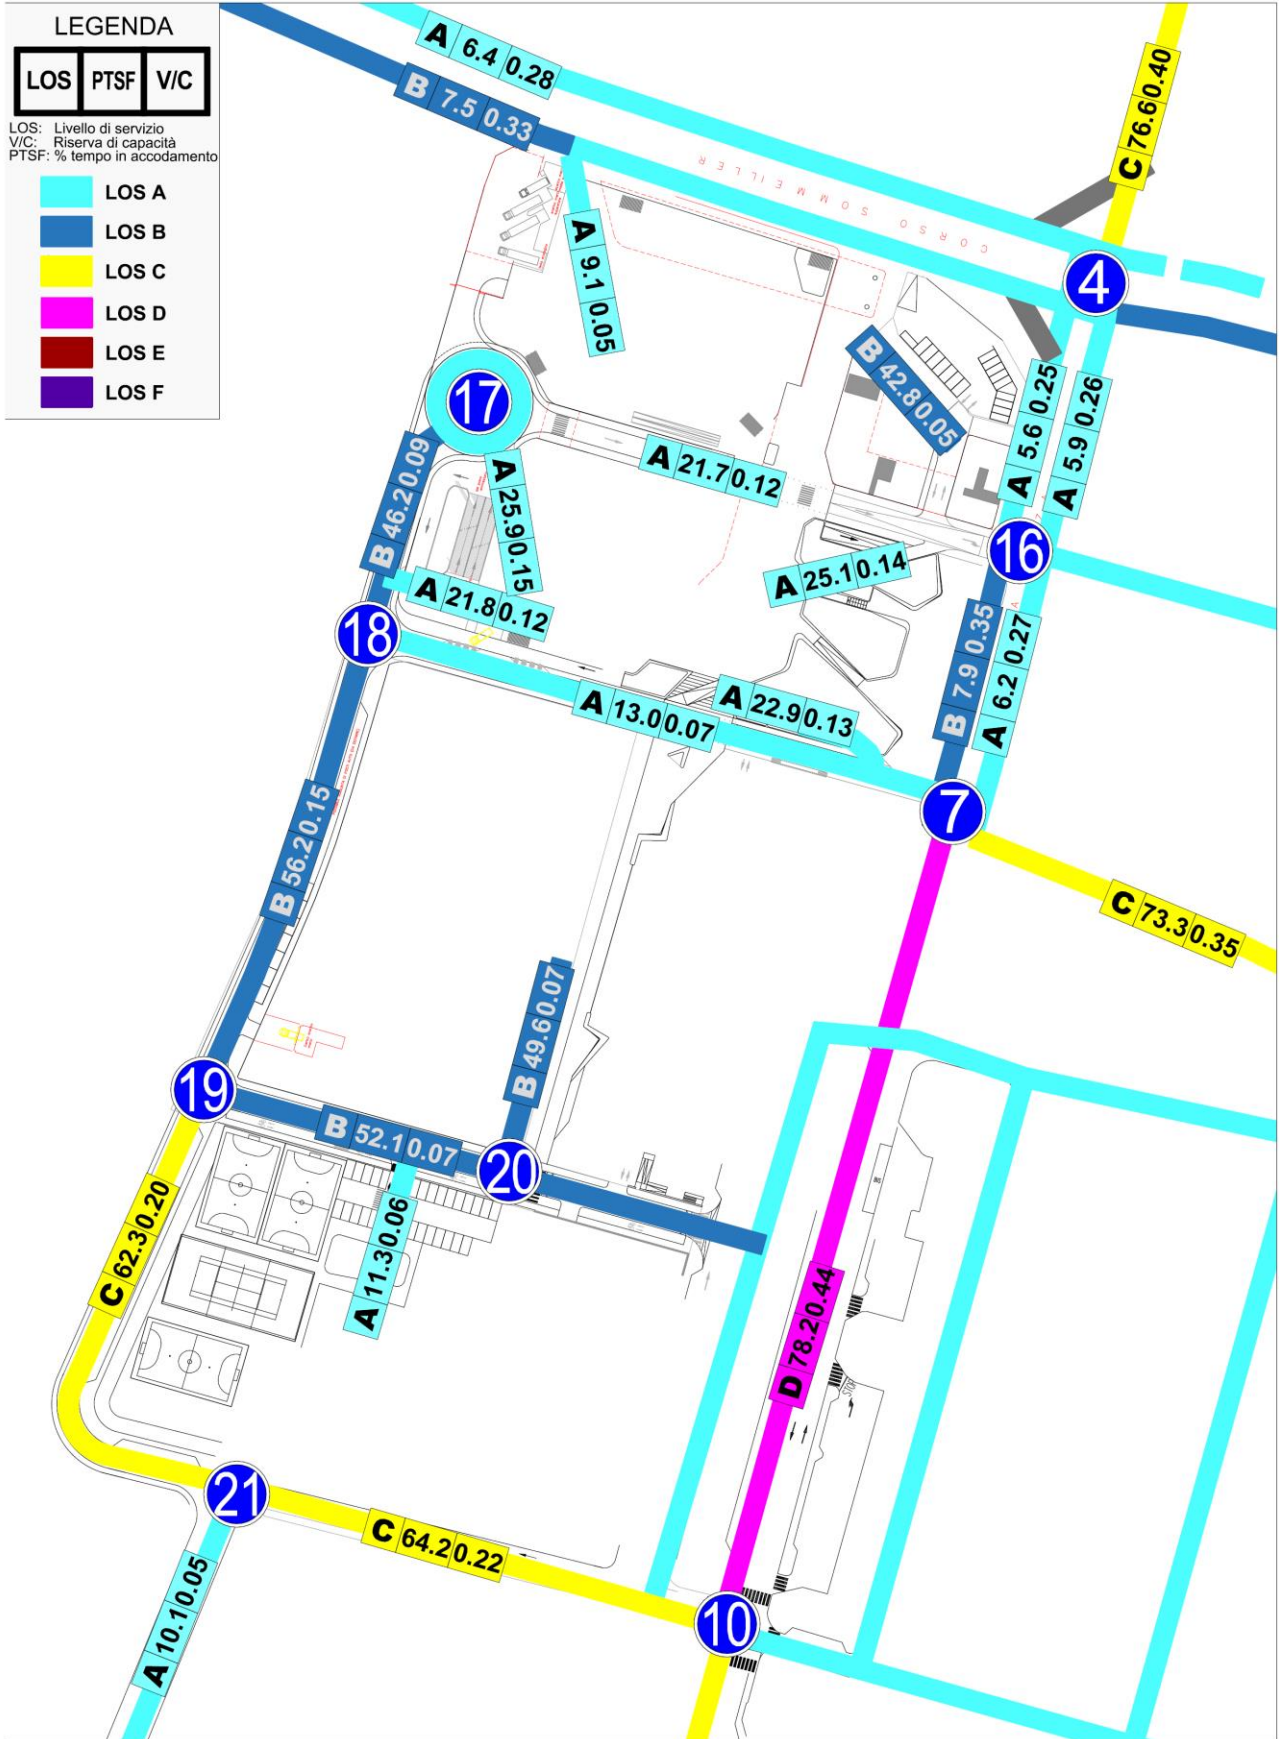 LEGENDA
LOS PTSF V/C
LOS: Livello di servizio
V/C: Riserva di capacità
PTSF: % tempo in accodamento
LOS A
LOS B
LOS C
LOS D
LOS E
LOS F
A 6.4 0.28
B 7.5 0.33
C 76.6 0.40
CORSO SOMMEILLER
4
A 9.1 0.05
17
B 42.8 0.05
A 5.6 0.25
A 5.9 0.26
B 46.2 0.09
A 21.7 0.12
A 25.9 0.15
16
A 25.1 0.14
A 21.8 0.12
18
B 7.9 0.35
A 6.2 0.27
A 13.0 0.07
A 22.9 0.13
7
B 56.2 0.15
C 73.3 0.35
B 49.6 0.07
19
B 52.1 0.07
20
A 11.3 0.06
C 62.3 0.20
D 78.2 0.44
STOP
21
C 64.2 0.22
A 10.1 0.05
10